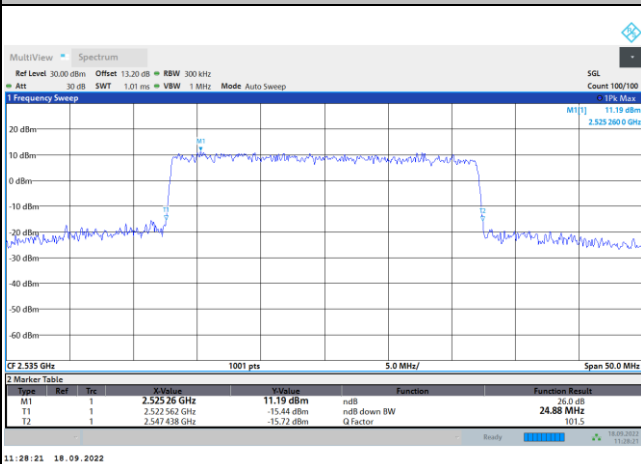 MultiView Spectrum
Ref Level 30.00 dBm Offset 13.20 dB RBW 300 kHz SGL
Att 30 dB SWT 1.01 ms VBW 1 MHz Mode Auto Sweep Count 100/100
1 Frequency Sweep 1Pk Max
M1[1] 11.19 dBm
2.525 260 0 GHz
20 dBm
M1
10 dBm
0 dBm
-10 dBm
T1 T2
-20 dBm
-30 dBm
-40 dBm
-50 dBm
-60 dBm
CF 2.535 GHz 1001 pts 5.0 MHz/ Span 50.0 MHz
2 Marker Table
Type Ref Trc X-Value Y-Value Function Function Result
M1 1 2.525 26 GHz 11.19 dBm ndB 26.0 dB
T1 1 2.522 562 GHz -15.44 dBm ndB down BW 24.88 MHz
T2 1 2.547 438 GHz -15.72 dBm Q Factor 101.5
Ready 18.09.2022
11:28:21
11:28:21 18.09.2022